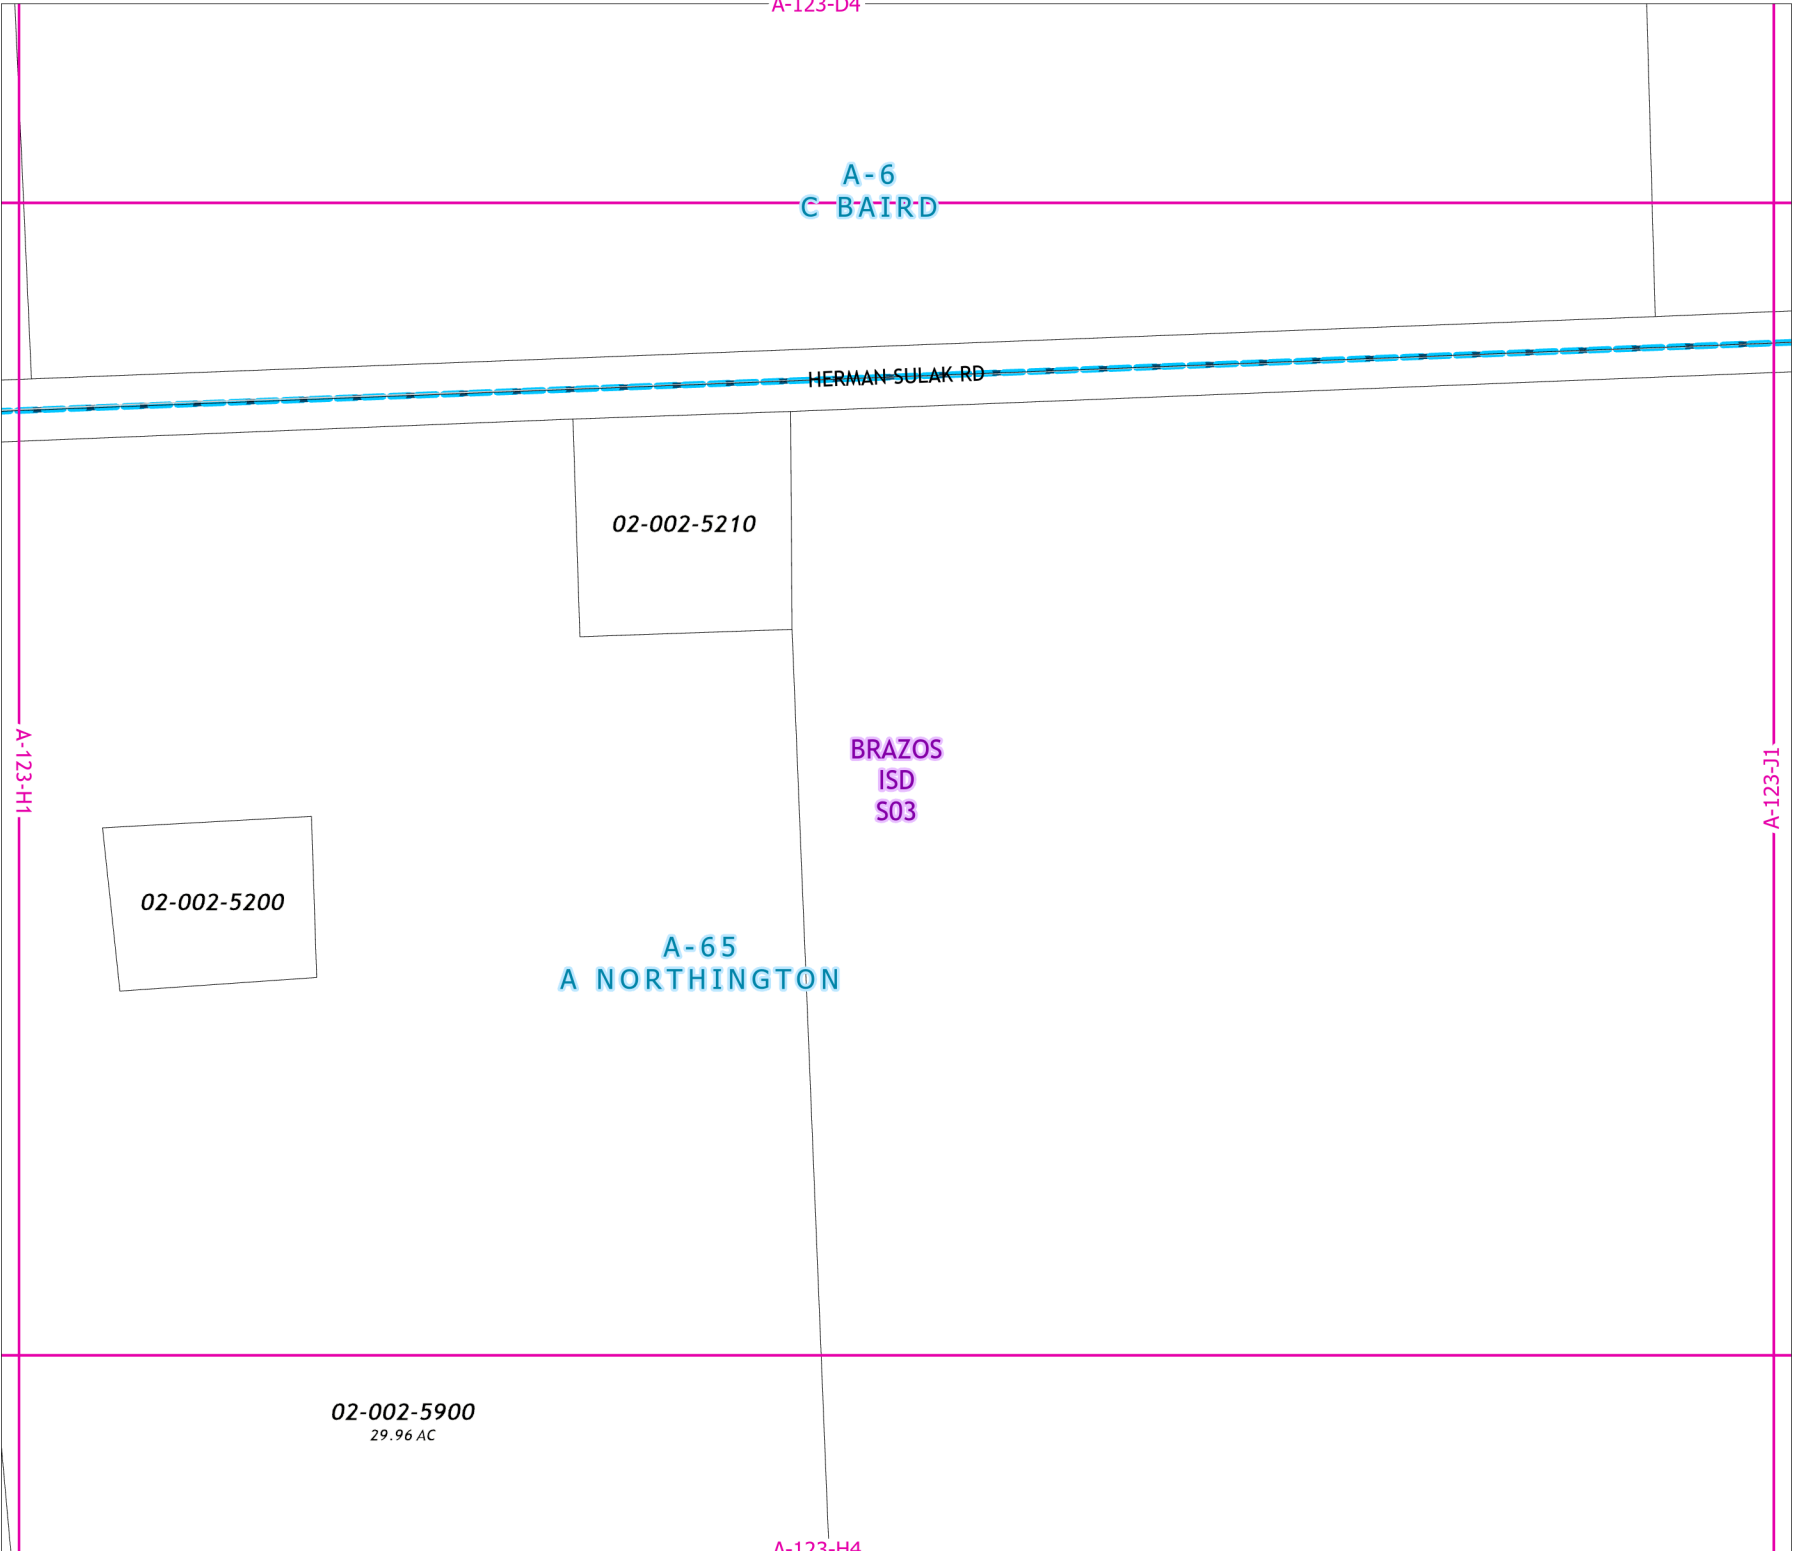 A-123-D4
A-6
C BAIRD
HERMAN SULAK RD
02-002-5210
BRAZOS
ISD
S03
A-123-H1
A-123-J1
02-002-5200
A-65
A NORTHINGTON
02-002-5900
29.96 AC
A-123-H4